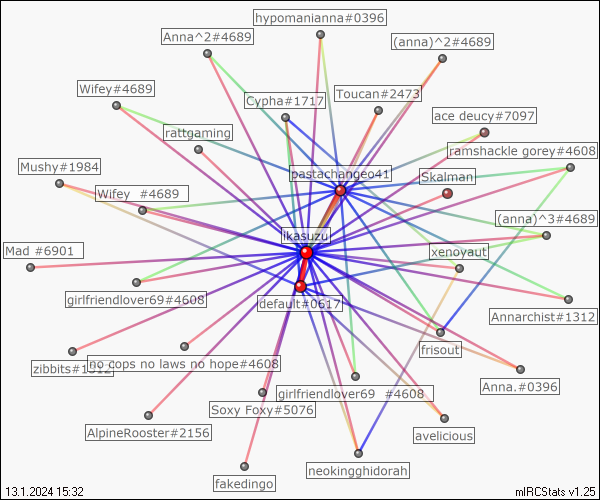 hypomanianna#0396
Anna^2#4689
(anna)^2#4689
Wifey#4689
Cypha#1717
Toucan#2473
ace deucy#7097
rattgaming
ramshackle gorey#4608
Mushy#1984
pastachangeo41
Skalman
Wifey #4689
(anna)^3#4689
ikasuzu
Mad #6901
xenoyaut
girlfriendlover69#4608
default#0617
Annarchist#1312
frisout
zibbits#1312
no cops no laws no hope#4608
Anna.#0396
girlfriendlover69 #4608
Soxy Foxy#5076
AlpineRooster#2156
avelicious
neokingghidorah
fakedingo
13.1.2024 15:32
mIRCStats v1.25